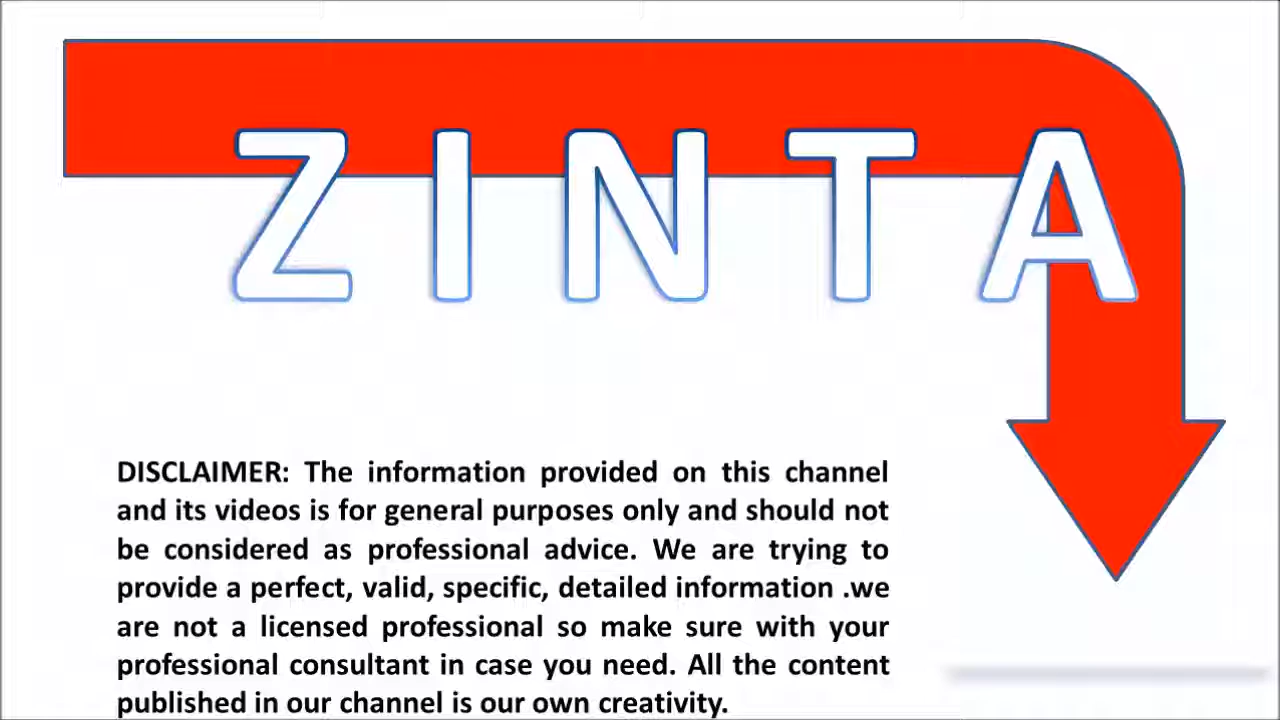 ZINTA
DISCLAIMER: The information provided on this channel
and its videos is for general purposes only and should not
be considered as professional advice. We are trying to
provide a perfect, valid, specific, detailed information .we
are not a licensed professional so make sure with your
professional consultant in case you need. All the content
published in our channel is our own creativity.